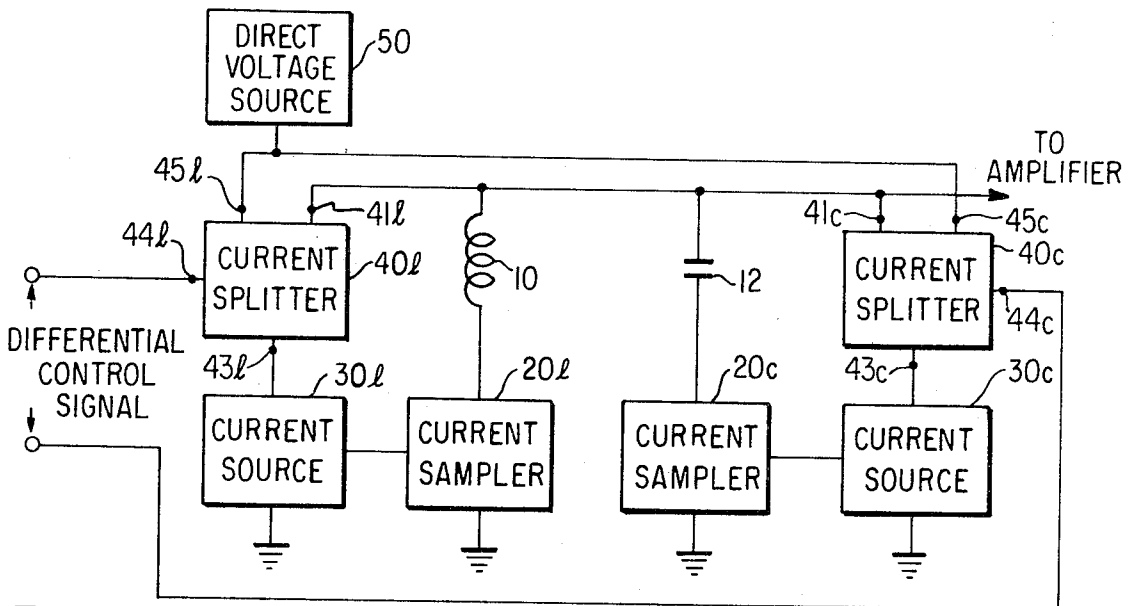 DIRECT
VOLTAGE
SOURCE
50
TO
AMPLIFIER
45ℓ
41ℓ
41c
45c
44ℓ
CURRENT
SPLITTER
40ℓ
10
12
CURRENT
SPLITTER
40c
44c
DIFFERENTIAL
CONTROL
SIGNAL
43ℓ
43c
30ℓ
20ℓ
20c
30c
CURRENT
SOURCE
CURRENT
SAMPLER
CURRENT
SAMPLER
CURRENT
SOURCE